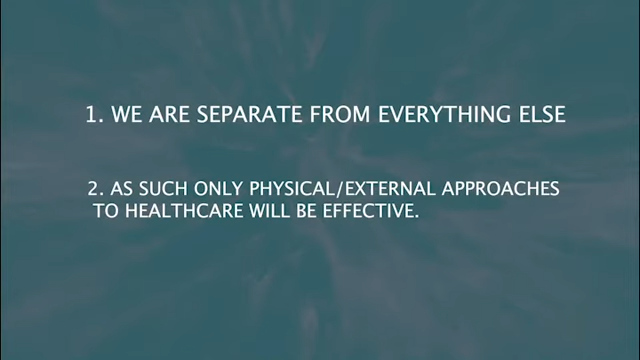 1. WE ARE SEPARATE FROM EVERYTHING ELSE
2. AS SUCH ONLY PHYSICAL/EXTERNAL APPROACHES
TO HEALTHCARE WILL BE EFFECTIVE.